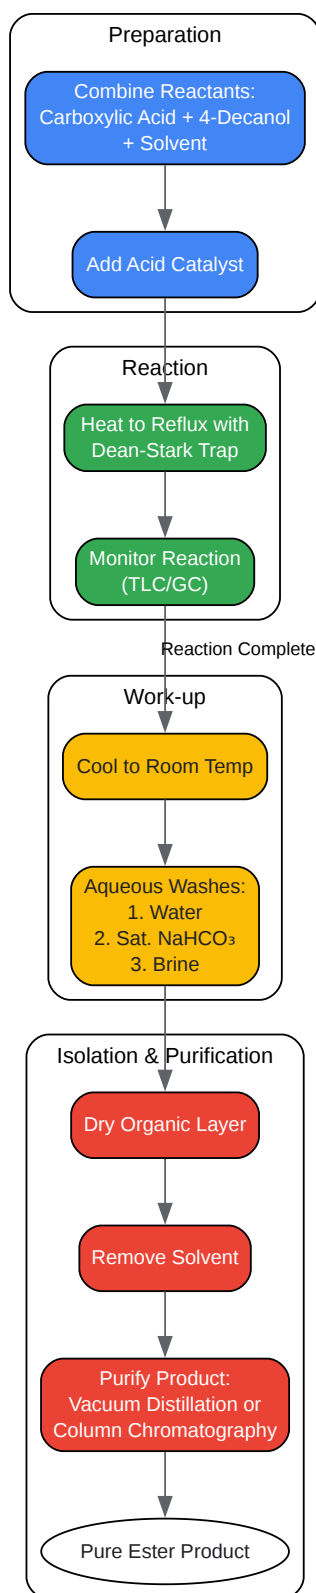 Preparation
Combine Reactants:
Carboxylic Acid + 4-Decanol
+ Solvent
Add Acid Catalyst
Reaction
Heat to Reflux with
Dean-Stark Trap
Monitor Reaction
(TLC/GC)
Reaction Complete
Work-up
Cool to Room Temp
Aqueous Washes:
1. Water
2. Sat. NaHCO₃
3. Brine
Isolation & Purification
Dry Organic Layer
Remove Solvent
Purify Product:
Vacuum Distillation or
Column Chromatography
Pure Ester Product